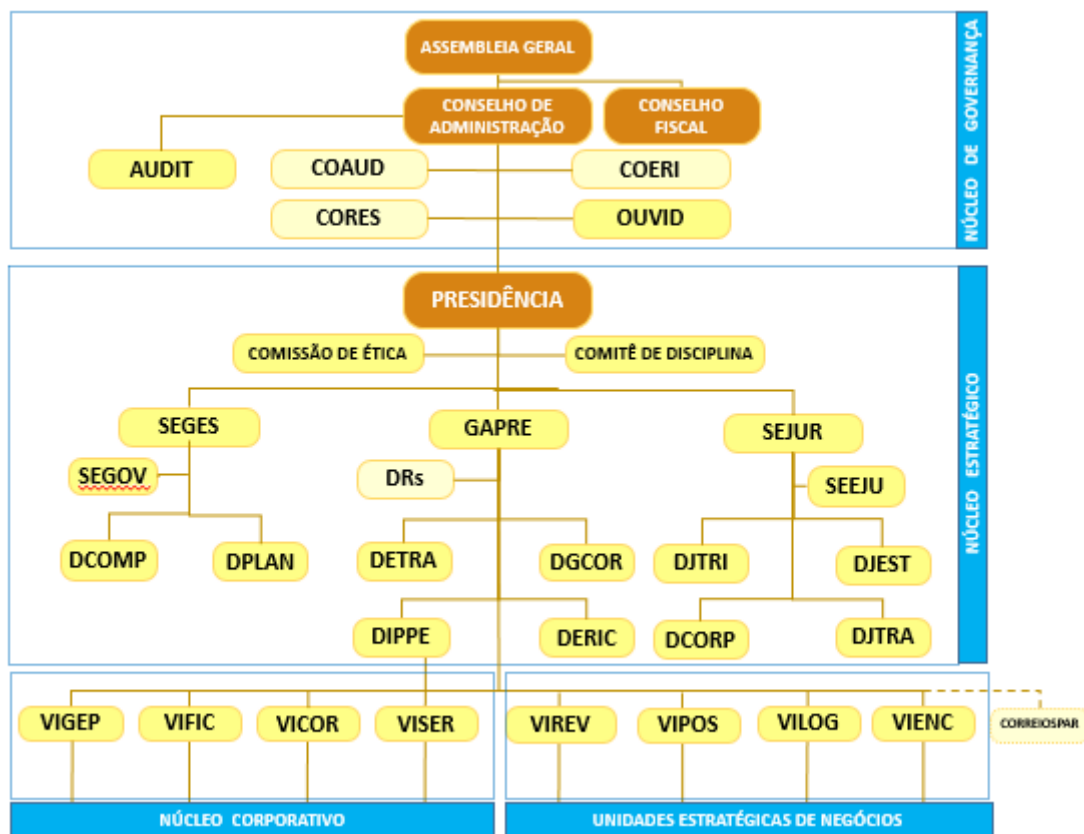 ASSEMBLEIA GERAL
CONSELHO DE
ADMINISTRAÇÃO
CONSELHO
FISCAL
AUDIT
COAUD
COERI
CORES
OUVID
NÚCLEO DE GOVERNANÇA
PRESIDÊNCIA
COMISSÃO DE ÉTICA
COMITÊ DE DISCIPLINA
SEGES
GAPRE
SEJUR
SEGOV
DRs
SEEJU
DCOMP
DPLAN
DETRA
DGCOR
DJTRI
DJEST
DIPPE
DERIC
DCORP
DJTRA
NÚCLEO ESTRATÉGICO
VIGEP
VIFIC
VICOR
VISER
VIREV
VIPOS
VILOG
VIENC
CORREIOSPAR
NÚCLEO CORPORATIVO
UNIDADES ESTRATÉGICAS DE NEGÓCIOS